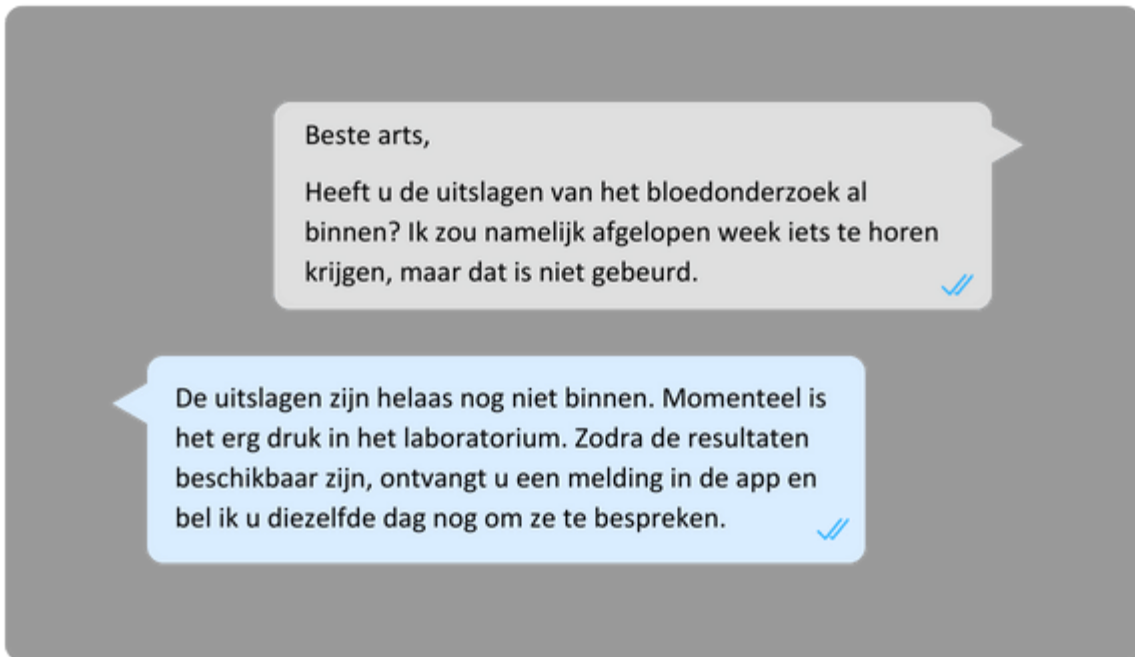 Beste arts,
Heeft u de uitslagen van het bloedonderzoek al
binnen? Ik zou namelijk afgelopen week iets te horen
krijgen, maar dat is niet gebeurd.
De uitslagen zijn helaas nog niet binnen. Momenteel is
het erg druk in het laboratorium. Zodra de resultaten
beschikbaar zijn, ontvangt u een melding in de app en
bel ik u diezelfde dag nog om ze te bespreken.